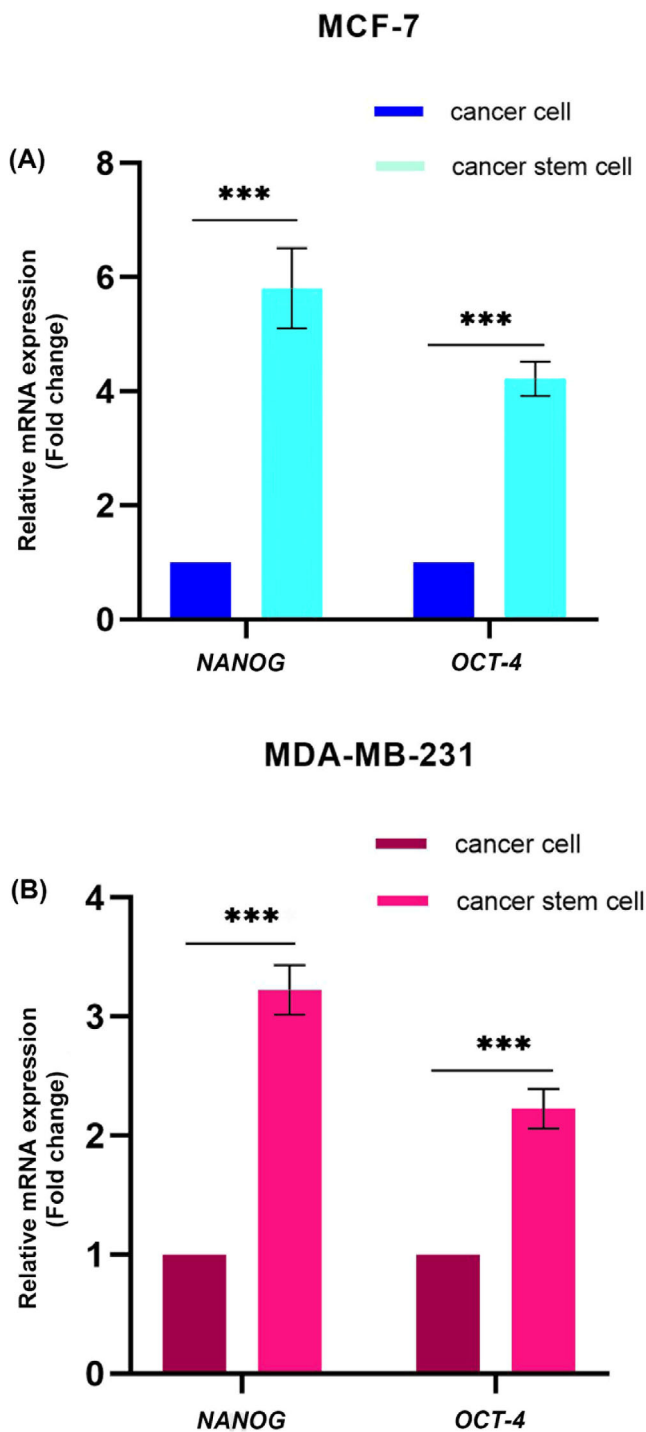 MCF-7
cancer cell
cancer stem cell
(A)
Relative mRNA expression
(Fold change)
8
6
4
2
0
***
***
NANOG
OCT-4
MDA-MB-231
cancer cell
cancer stem cell
(B)
Relative mRNA expression
(Fold change)
4
3
2
1
0
***
***
NANOG
OCT-4